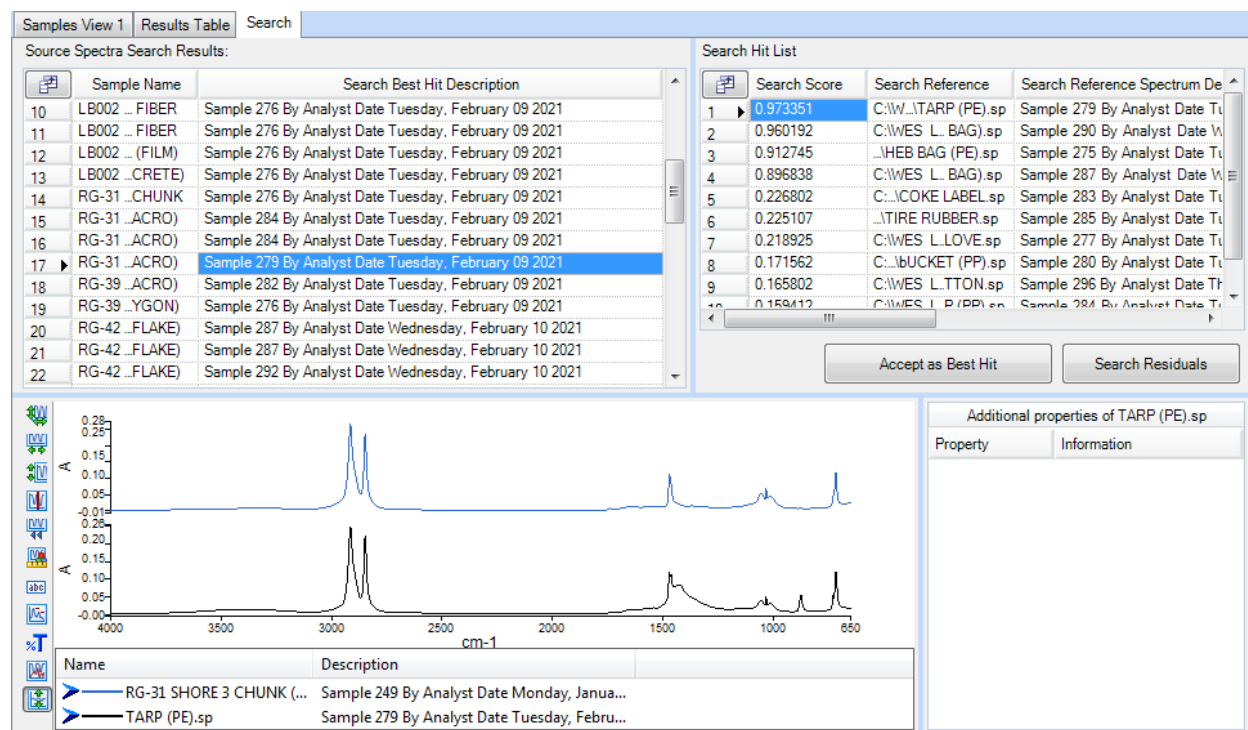 Samples View 1 Results Table Search
Source Spectra Search Results:
Sample Name Search Best Hit Description
10 LB002 ... FIBER Sample 276 By Analyst Date Tuesday, February 09 2021
11 LB002 ... FIBER Sample 276 By Analyst Date Tuesday, February 09 2021
12 LB002 ... (FILM) Sample 276 By Analyst Date Tuesday, February 09 2021
13 LB002 ...CRETE) Sample 276 By Analyst Date Tuesday, February 09 2021
14 RG-31 ...CHUNK Sample 276 By Analyst Date Tuesday, February 09 2021
15 RG-31 ...ACRO) Sample 284 By Analyst Date Tuesday, February 09 2021
16 RG-31 ...ACRO) Sample 284 By Analyst Date Tuesday, February 09 2021
17 RG-31 ...ACRO) Sample 279 By Analyst Date Tuesday, February 09 2021
18 RG-39 ...ACRO) Sample 282 By Analyst Date Tuesday, February 09 2021
19 RG-39 ...YGON) Sample 276 By Analyst Date Tuesday, February 09 2021
20 RG-42 ...FLAKE) Sample 287 By Analyst Date Wednesday, February 10 2021
21 RG-42 ...FLAKE) Sample 287 By Analyst Date Wednesday, February 10 2021
22 RG-42 ...FLAKE) Sample 292 By Analyst Date Wednesday, February 10 2021
Search Hit List
Search Score Search Reference Search Reference Spectrum De
1 0.973351 C:\W...\TARP (PE).sp Sample 279 By Analyst Date Tu
2 0.960192 C:\WES L... BAG).sp Sample 290 By Analyst Date W
3 0.912745 ...\HEB BAG (PE).sp Sample 275 By Analyst Date Tu
4 0.896838 C:\WES L... BAG).sp Sample 287 By Analyst Date W
5 0.226802 C:...\COKE LABEL.sp Sample 283 By Analyst Date Tu
6 0.225107 ...\TIRE RUBBER.sp Sample 285 By Analyst Date Tu
7 0.218925 C:\WES L...LOVE.sp Sample 277 By Analyst Date Tu
8 0.171562 C:...\bUCKET (PP).sp Sample 280 By Analyst Date Tu
9 0.165802 C:\WES L...TTON.sp Sample 296 By Analyst Date Th
10 0.159412 C:\WES L...P (PP).sp Sample 284 By Analyst Date Tu
Accept as Best Hit Search Residuals
abc
%T
A
0.28
0.25
0.15
0.10
0.05
-0.01
A
0.26
0.20
0.15
0.10
0.05
-0.00
4000 3500 3000 2500 2000 1500 1000 650
cm-1
Name Description
RG-31 SHORE 3 CHUNK (... Sample 249 By Analyst Date Monday, Janua...
TARP (PE).sp Sample 279 By Analyst Date Tuesday, Febru...
Additional properties of TARP (PE).sp
Property Information